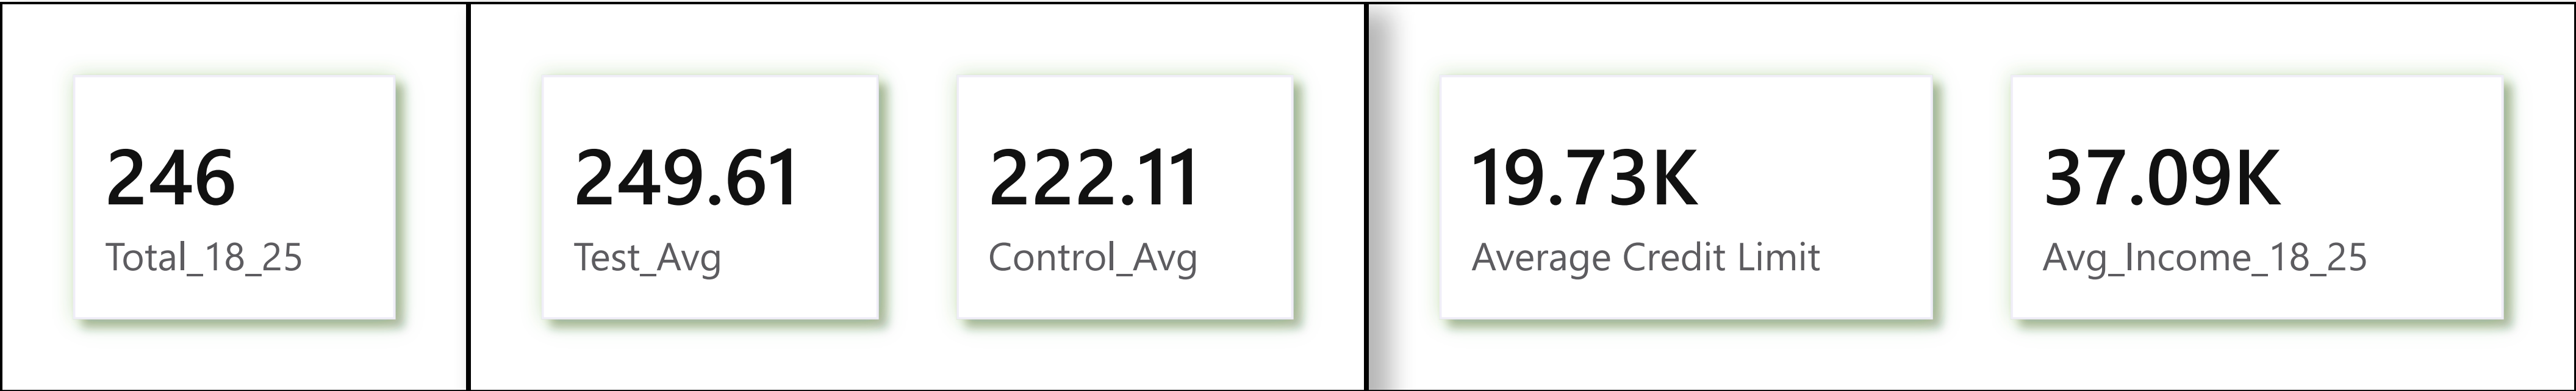 246
Total_18_25
249.61
Test_Avg
222.11
Control_Avg
19.73K
Average Credit Limit
37.09K
Avg_Income_18_25